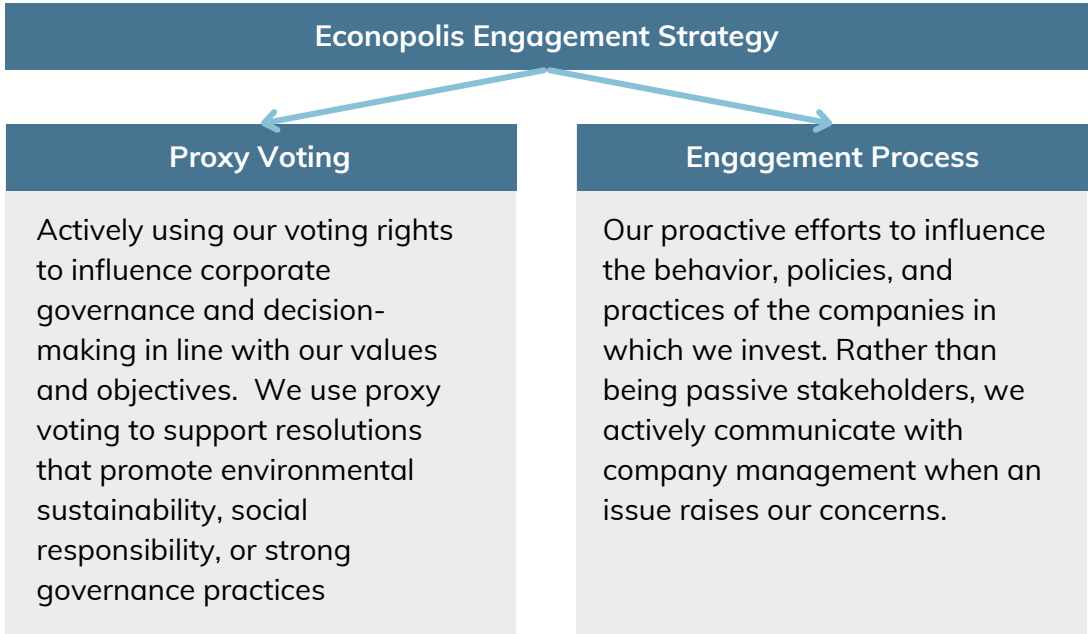 Econopolis Engagement Strategy
Proxy Voting
Actively using our voting rights
to influence corporate
governance and decision-
making in line with our values
and objectives.  We use proxy
voting to support resolutions
that promote environmental
sustainability, social
responsibility, or strong
governance practices
Engagement Process
Our proactive efforts to influence
the behavior, policies, and
practices of the companies in
which we invest. Rather than
being passive stakeholders, we
actively communicate with
company management when an
issue raises our concerns.